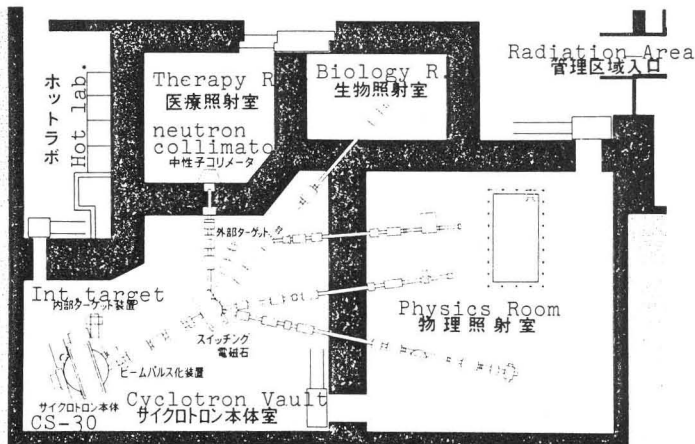 ホットラボ
Hot lab.
Therapy R.
医療照射室
neutron
collimato
中性子コリメータ
Biology R.
生物照射室
Radiation Area
管理区域入口
外部ターゲット
Int.target
内部ターゲット装置
スイッチング
電磁石
Physics Room
物理照射室
ビームパルス化装置
サイクロトロン本体
CS-30
Cyclotron Vault
サイクロトロン本体室